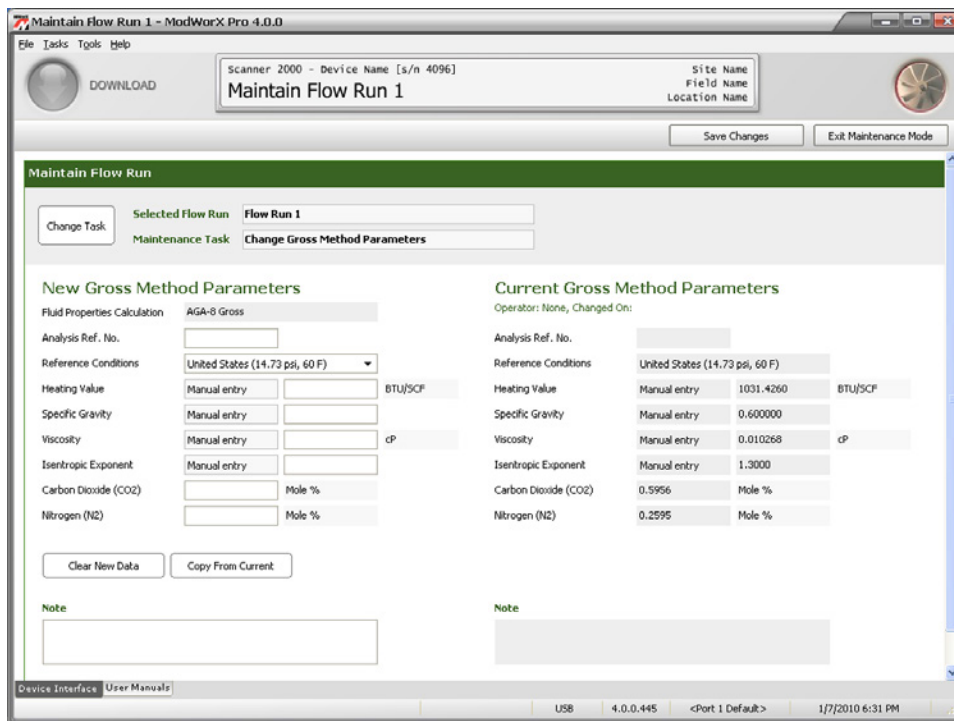 Maintain Flow Run 1 - ModWorX Pro 4.0.0
File Tasks Tools Help
DOWNLOAD
Scanner 2000 - Device Name [s/n 4096]
Maintain Flow Run 1
Site Name
Field Name
Location Name
Save Changes
Exit Maintenance Mode
Maintain Flow Run
Change Task
Selected Flow Run Flow Run 1
Maintenance Task Change Gross Method Parameters
New Gross Method Parameters
Fluid Properties Calculation AGA-8 Gross
Analysis Ref. No.
Reference Conditions United States (14.73 psi, 60 F)
Heating Value Manual entry BTU/SCF
Specific Gravity Manual entry
Viscosity Manual entry cP
Isentropic Exponent Manual entry
Carbon Dioxide (CO2) Mole %
Nitrogen (N2) Mole %
Clear New Data Copy From Current
Note
Current Gross Method Parameters
Operator: None, Changed On:
Analysis Ref. No.
Reference Conditions United States (14.73 psi, 60 F)
Heating Value Manual entry 1031.4260 BTU/SCF
Specific Gravity Manual entry 0.600000
Viscosity Manual entry 0.010268 cP
Isentropic Exponent Manual entry 1.3000
Carbon Dioxide (CO2) 0.5956 Mole %
Nitrogen (N2) 0.2595 Mole %
Note
Device Interface User Manuals
USB 4.0.0.445 <Port 1 Default> 1/7/2010 6:31 PM